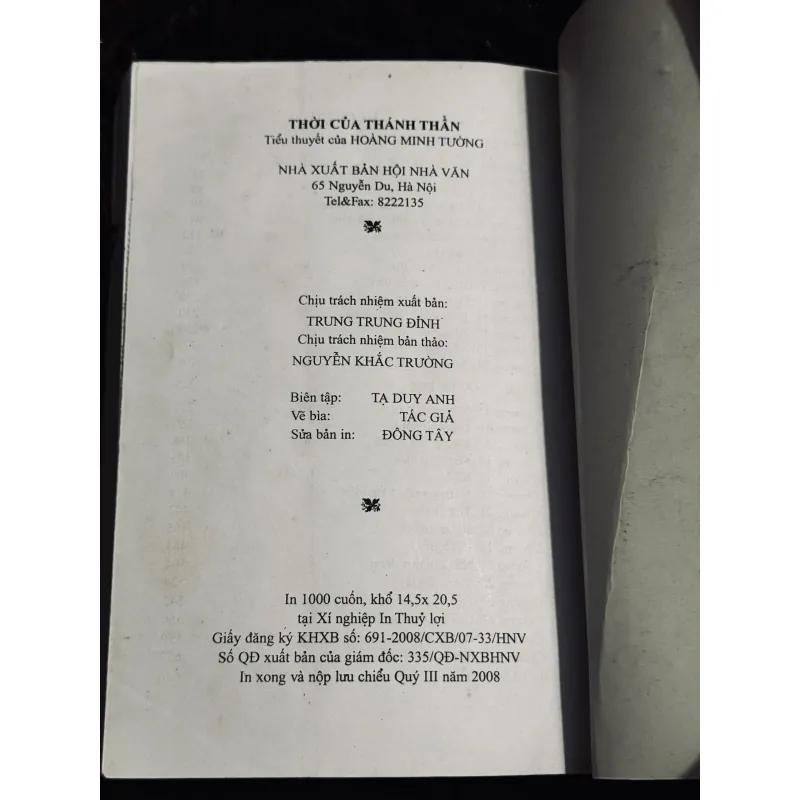 THỜI CỦA THÁNH THẦN
Tiểu thuyết của HOÀNG MINH TƯỜNG
NHÀ XUẤT BẢN HỘI NHÀ VĂN
65 Nguyễn Du, Hà Nội
Tel&Fax: 8222135
Chịu trách nhiệm xuất bản:
TRUNG TRUNG ĐỈNH
Chịu trách nhiệm bản thảo:
NGUYỄN KHẮC TRƯỜNG
Biên tập: TẠ DUY ANH
Vẽ bìa: TÁC GIẢ
Sửa bản in: ĐÔNG TÂY
In 1000 cuốn, khổ 14,5x 20,5
tại Xí nghiệp In Thuỷ lợi
Giấy đăng ký KHXB số: 691-2008/CXB/07-33/HNV
Số QĐ xuất bản của giám đốc: 335/QĐ-NXBHNV
In xong và nộp lưu chiểu Quý III năm 2008